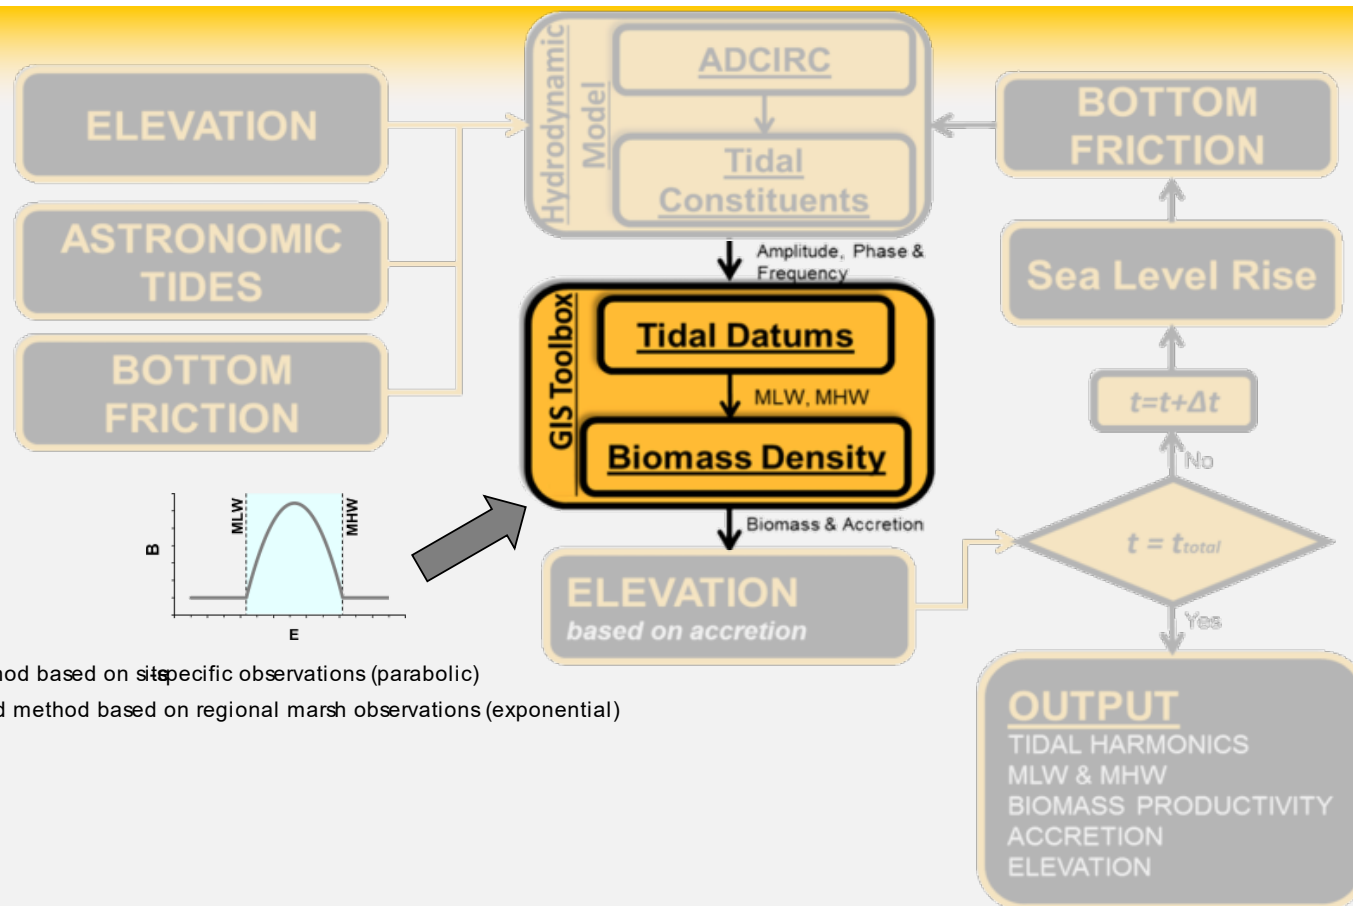 ELEVATION
ASTRONOMIC
TIDES
BOTTOM
FRICTION
Hydrodynamic
Model
ADCIRC
Tidal
Constituents
Amplitude, Phase &
Frequency
GIS Toolbox
Tidal Datums
MLW, MHW
Biomass Density
Biomass & Accretion
ELEVATION
based on accretion
BOTTOM
FRICTION
Sea Level Rise
t=t+Δt
No
t = ttotal
Yes
OUTPUT
TIDAL HARMONICS
MLW & MHW
BIOMASS PRODUCTIVITY
ACCRETION
ELEVATION
MLW
MHW
B
E
based on specific observations (parabolic)
method based on regional marsh observations (exponential)